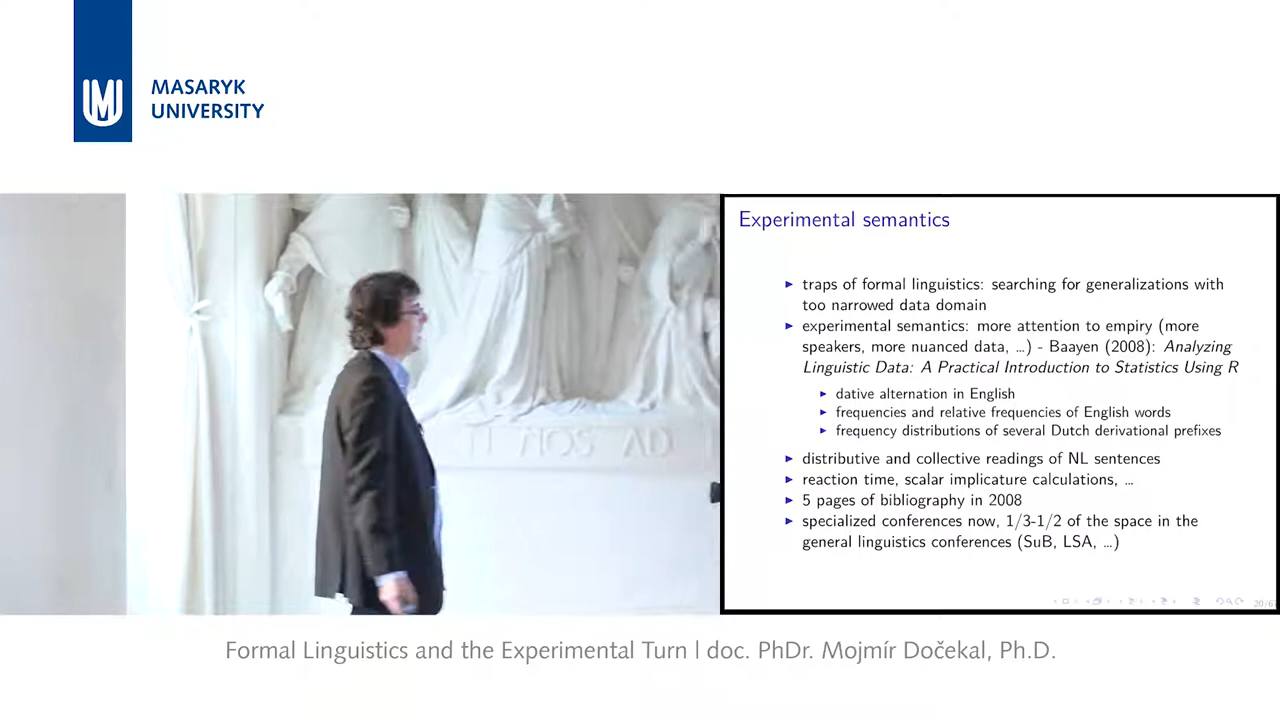 MASARYK
UNIVERSITY
MOS AD
Experimental semantics
► traps of formal linguistics: searching for generalizations with
too narrowed data domain
► experimental semantics: more attention to empiry (more
speakers, more nuanced data, …) - Baayen (2008): Analyzing
Linguistic Data: A Practical Introduction to Statistics Using R
► dative alternation in English
► frequencies and relative frequencies of English words
► frequency distributions of several Dutch derivational prefixes
► distributive and collective readings of NL sentences
► reaction time, scalar implicature calculations, …
► 5 pages of bibliography in 2008
► specialized conferences now, 1/3-1/2 of the space in the
general linguistics conferences (SuB, LSA, …)
Formal Linguistics and the Experimental Turn | doc. PhDr. Mojmír Dočekal, Ph.D.